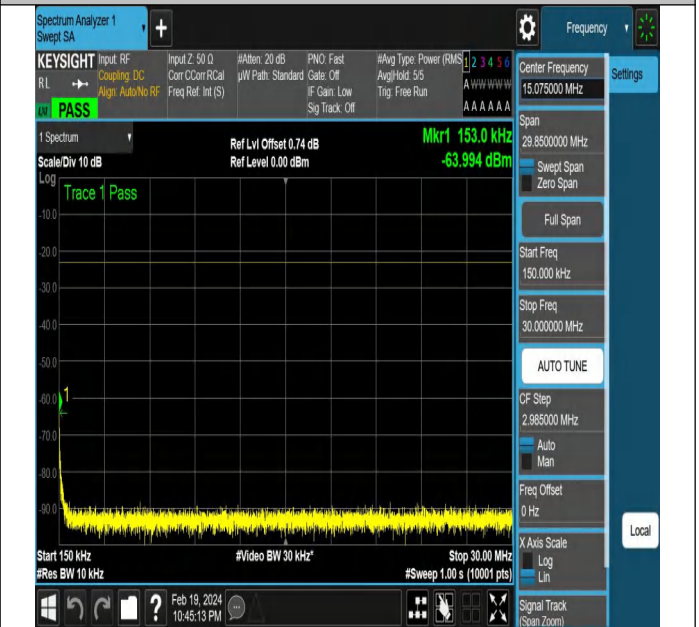 Spectrum Analyzer 1
Swept SA
Frequency
KEYSIGHT
RL
PASS
Input: RF
Coupling: DC
Align: Auto/No RF
Input Z: 50 Ω
Corr CCorr RCal
Freq Ref: Int (S)
#Atten: 20 dB
µW Path: Standard
PNO: Fast
Gate: Off
IF Gain: Low
Sig Track: Off
#Avg Type: Power (RMS
Avg|Hold: 5/5
Trig: Free Run
1 2 3 4 5 6
A W W W W W
A A A A A A
1 Spectrum
Scale/Div 10 dB
Ref Lvl Offset 0.74 dB
Ref Level 0.00 dBm
Mkr1 153.0 kHz
-63.994 dBm
Log
Trace 1 Pass
-10.0
-20.0
-30.0
-40.0
-50.0
-60.0
-70.0
-80.0
-90.0
1
Start 150 kHz
#Res BW 10 kHz
#Video BW 30 kHz*
Stop 30.00 MHz
#Sweep 1.00 s (10001 pts)
Feb 19, 2024
10:45:13 PM
Settings
Center Frequency
15.075000 MHz
Span
29.8500000 MHz
Swept Span
Zero Span
Full Span
Start Freq
150.000 kHz
Stop Freq
30.000000 MHz
AUTO TUNE
CF Step
2.985000 MHz
Auto
Man
Freq Offset
0 Hz
X Axis Scale
Log
Lin
Signal Track
(Span Zoom)
Local